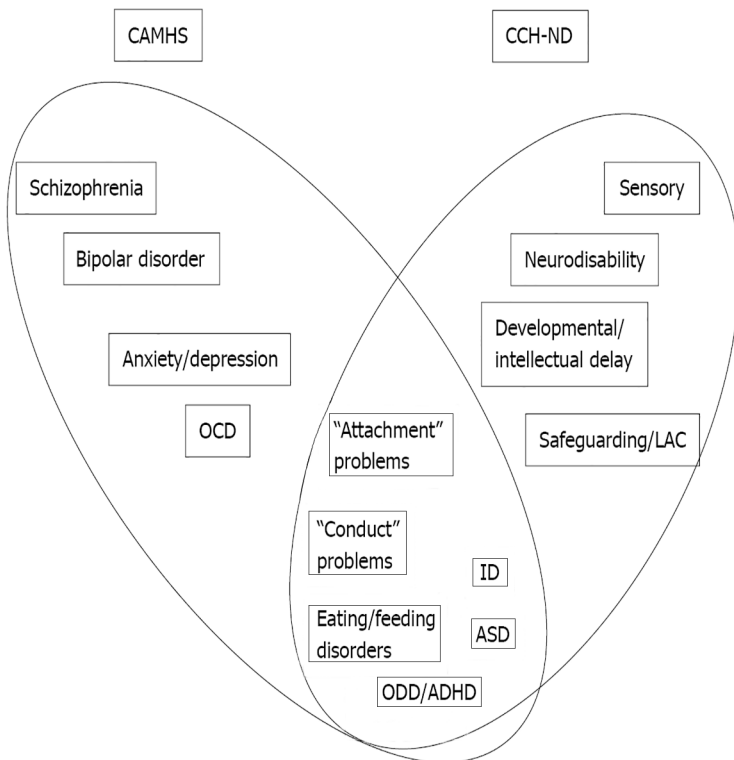 CAMHS
CCH-ND
Schizophrenia
Sensory
Bipolar disorder
Neurodisability
Developmental/
intellectual delay
Anxiety/depression
OCD
“Attachment”
problems
Safeguarding/LAC
“Conduct”
problems
ID
Eating/feeding
disorders
ASD
ODD/ADHD